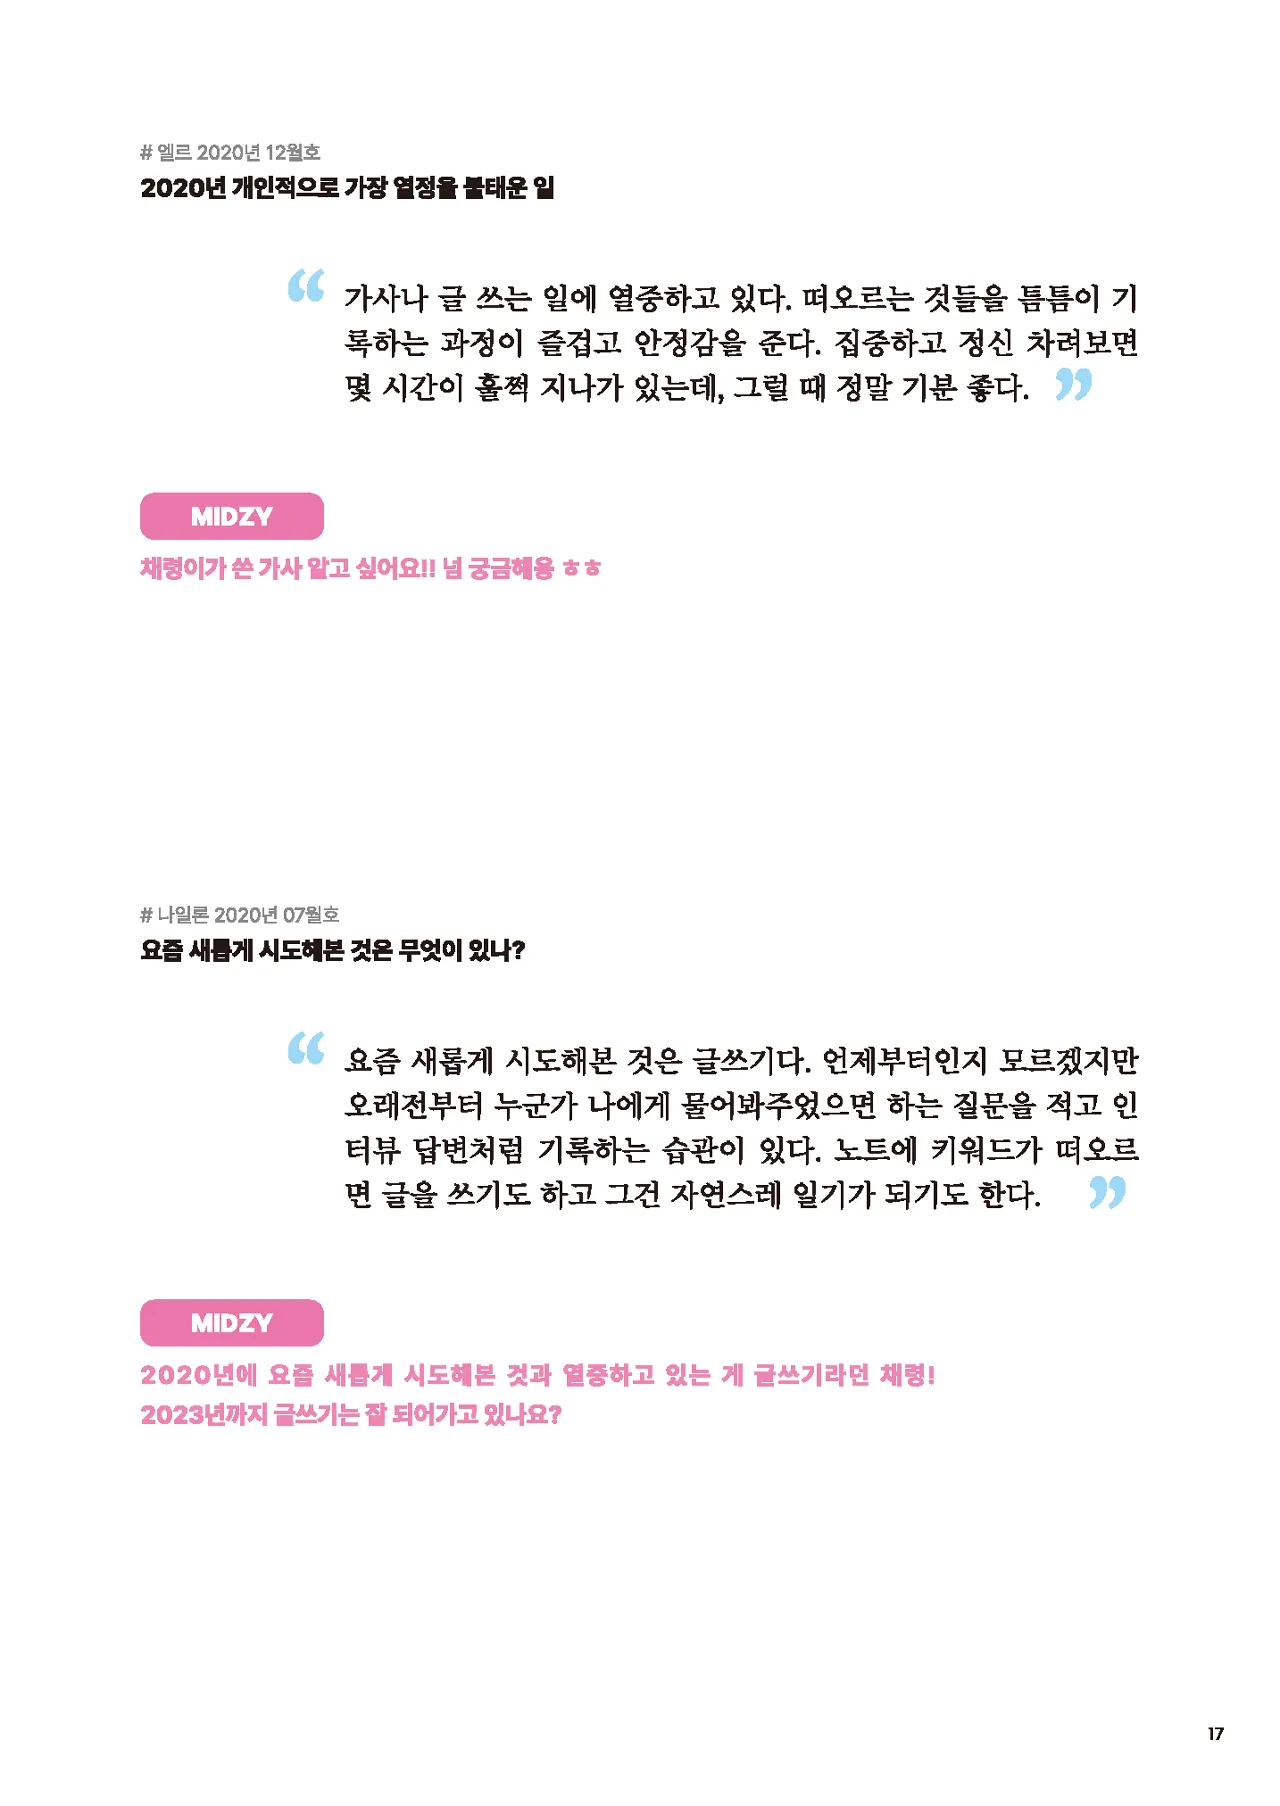 # 엘르 2020년 12월호
2020년 개인적으로 가장 열정을 불태운 일
“ 가사나 글 쓰는 일에 열중하고 있다. 떠오르는 것들을 틈틈이 기
록하는 과정이 즐겁고 안정감을 준다. 집중하고 정신 차려보면
몇 시간이 훌쩍 지나가 있는데, 그럴 때 정말 기분 좋다. ”
MIDZY
채령이가 쓴 가사 알고 싶어요!! 넘 궁금해용 ㅎㅎ
# 나일론 2020년 07월호
요즘 새롭게 시도해본 것은 무엇이 있나?
“ 요즘 새롭게 시도해본 것은 글쓰기다. 언제부터인지 모르겠지만
오래전부터 누군가 나에게 물어봐주었으면 하는 질문을 적고 인
터뷰 답변처럼 기록하는 습관이 있다. 노트에 키워드가 떠오르
면 글을 쓰기도 하고 그건 자연스레 일기가 되기도 한다. ”
MIDZY
2020년에 요즘 새롭게 시도해본 것과 열중하고 있는 게 글쓰기라던 채령!
2023년까지 글쓰기는 잘 되어가고 있나요?
17